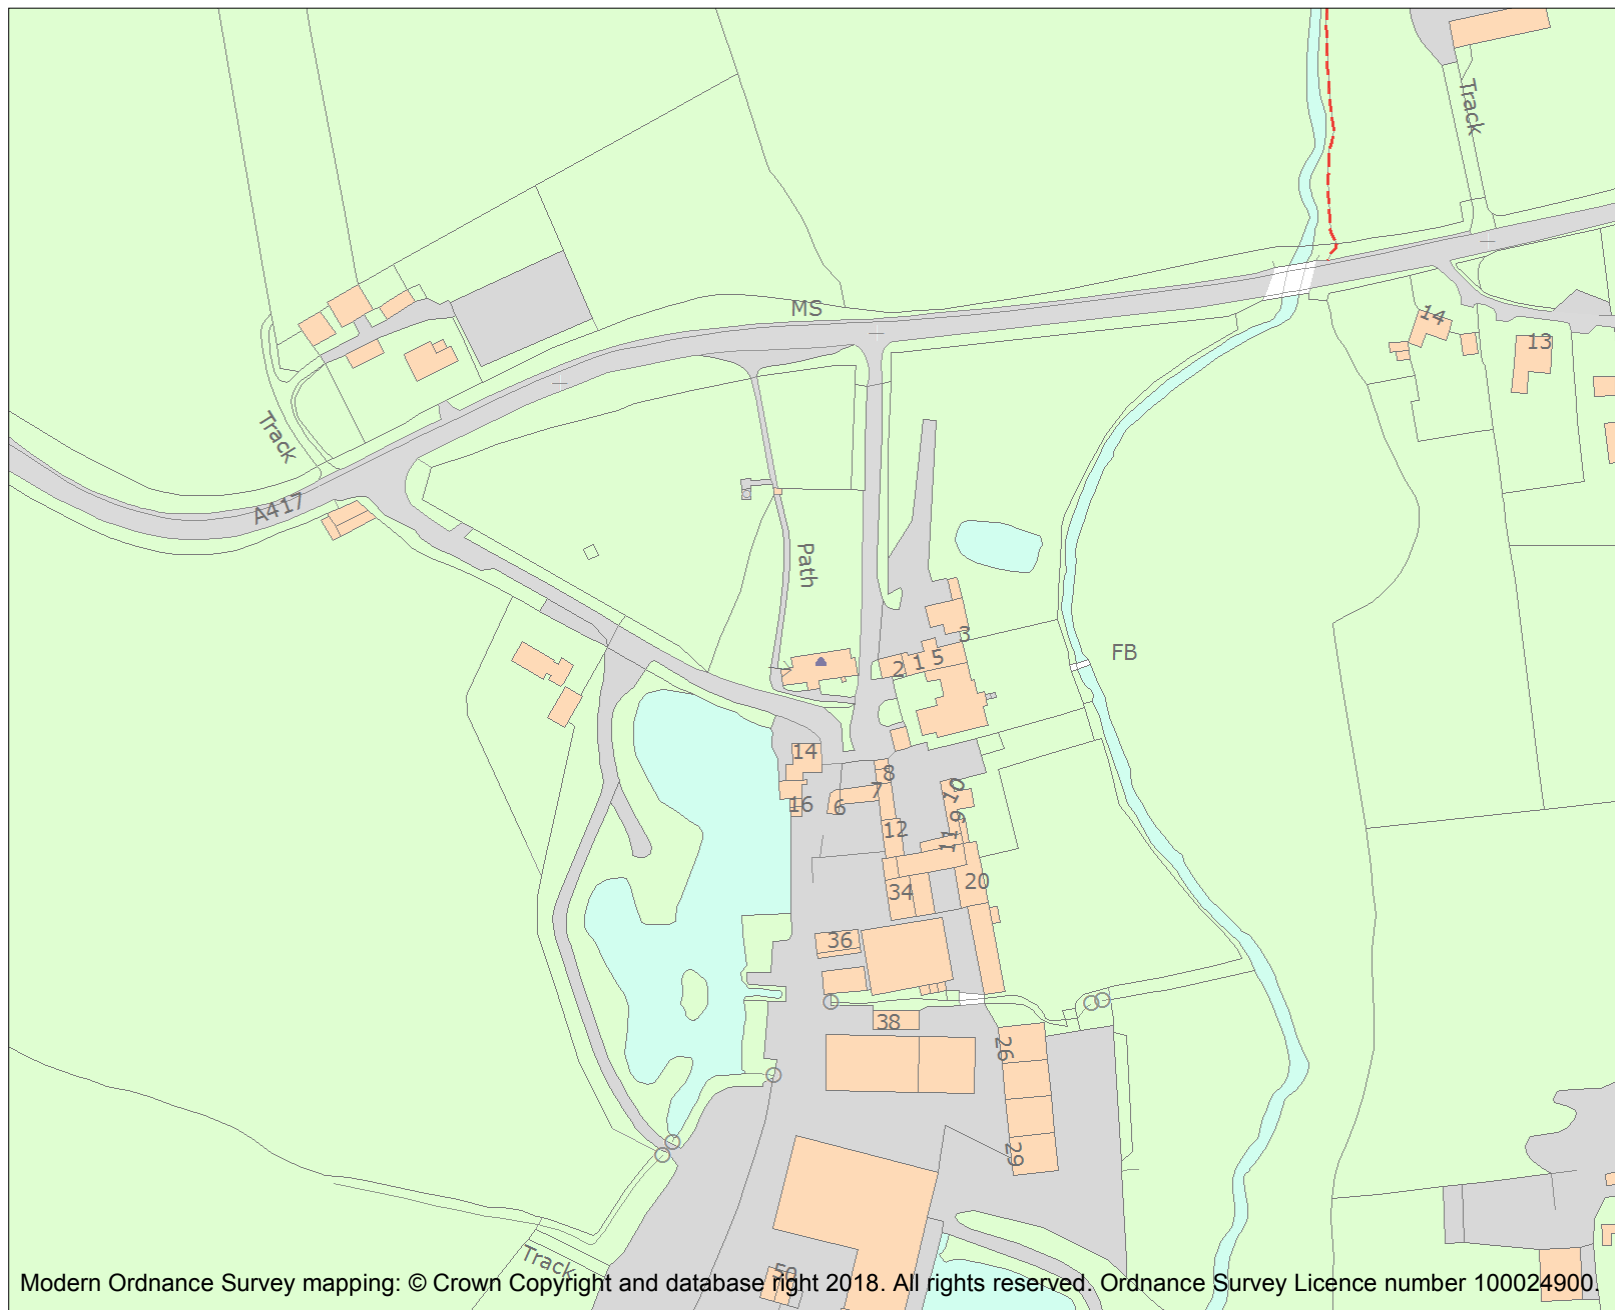 Track
MS
14
13
Track
A417
Path
FB
3
2
1
5
14
8
16
7
6
10
12
9
11
34
20
36
38
26
29
Track
50
Modern Ordnance Survey mapping: © Crown Copyright and database right 2018. All rights reserved. Ordnance Survey Licence number 100024900.